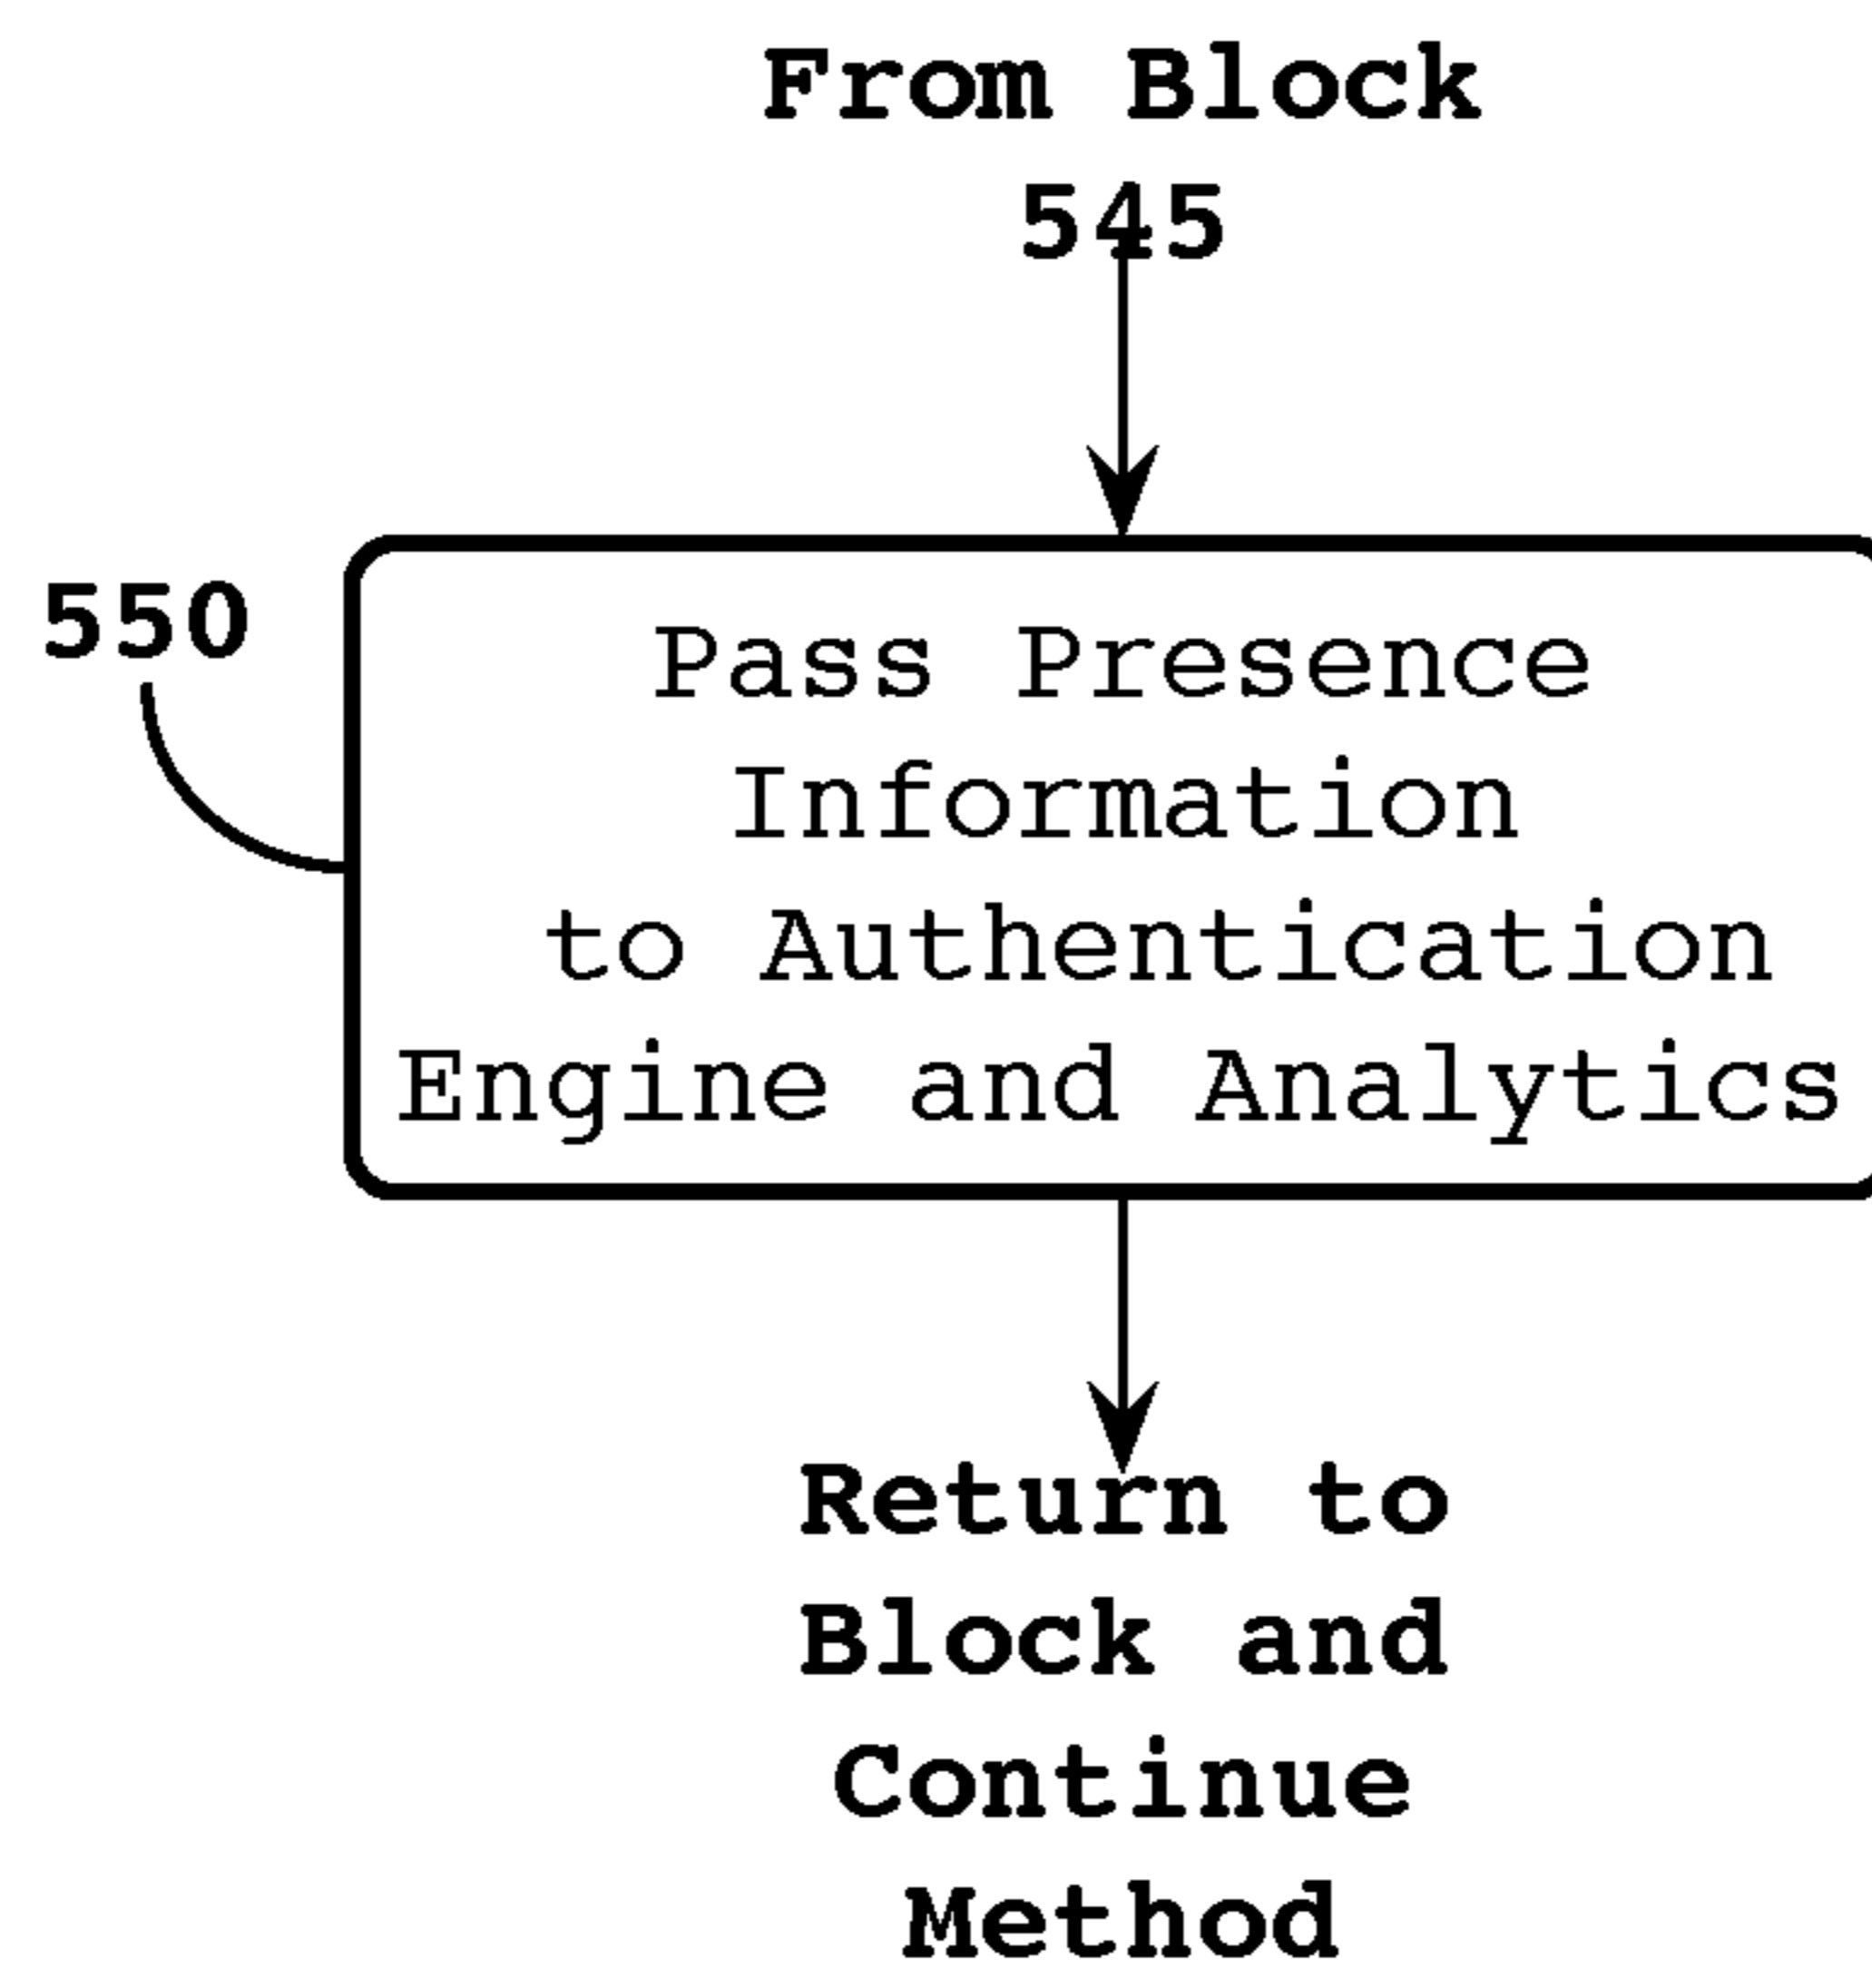 From Block
545
550
Pass Presence
Information
to Authentication
Engine and Analytics
Return to
Block and
Continue
Method